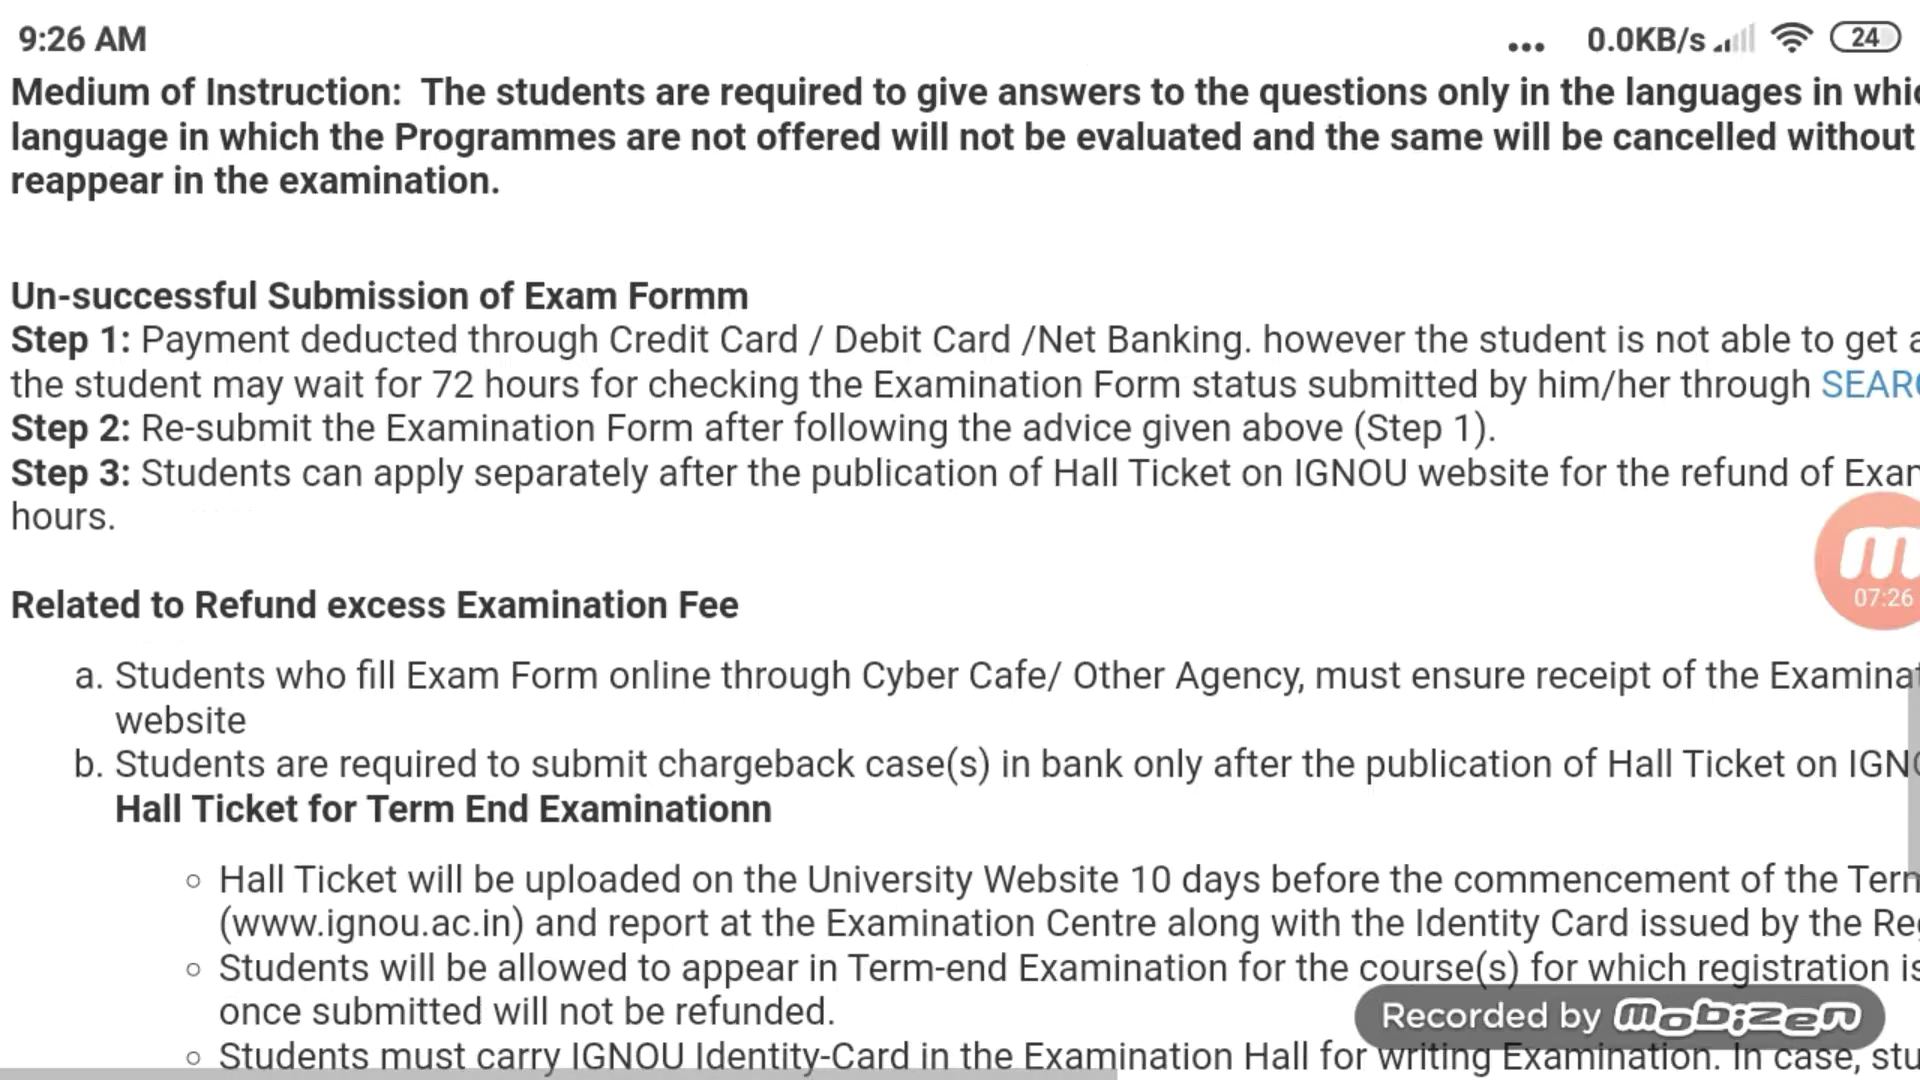 9:26 AM
... 0.0KB/s 24
Medium of Instruction: The students are required to give answers to the questions only in the languages in
language in which the Programmes are not offered will not be evaluated and the same will be cancelled without
reappear in the examination.
Un-successful Submission of Exam Formm
Step 1: Payment deducted through Credit Card / Debit Card /Net Banking. however the student is not able to get
the student may wait for 72 hours for checking the Examination Form status submitted by him/her through
Step 2: Re-submit the Examination Form after following the advice given above (Step 1).
Step 3: Students can apply separately after the publication of Hall Ticket on IGNOU website for the refund of
hours.
07:26
Related to Refund excess Examination Fee
a. Students who fill Exam Form online through Cyber Cafe/ Other Agency, must ensure receipt of the
website
b. Students are required to submit chargeback case(s) in bank only after the publication of Hall Ticket on
Hall Ticket for Term End Examinationn
○ Hall Ticket will be uploaded on the University Website 10 days before the commencement of the
(www.ignou.ac.in) and report at the Examination Centre along with the Identity Card issued by the
○ Students will be allowed to appear in Term-end Examination for the course(s) for which registration is
once submitted will not be refunded.
Recorded by mobizen
○ Students must carry IGNOU Identity-Card in the Examination Hall for writing Examination. In case,